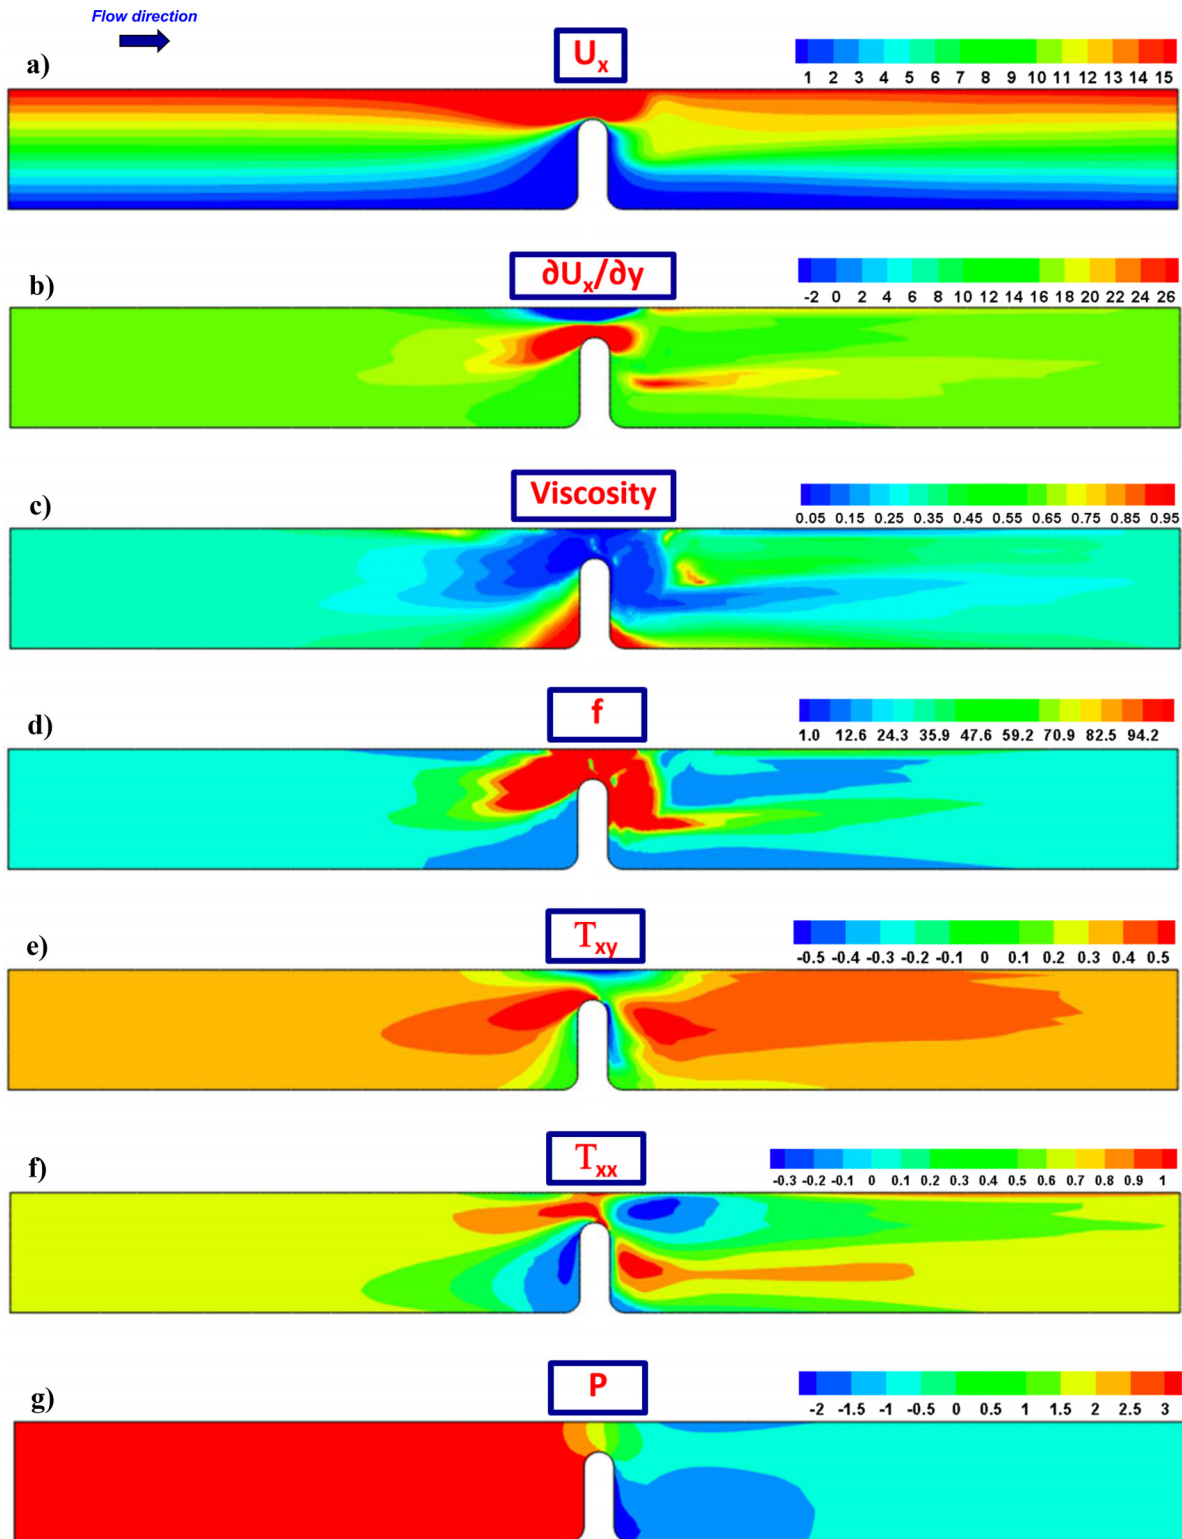 Flow direction
a)
Uₓ
1 2 3 4 5 6 7 8 9 10 11 12 13 14 15
b)
∂Uₓ/∂y
-2 0 2 4 6 8 10 12 14 16 18 20 22 24 26
c)
Viscosity
0.05 0.15 0.25 0.35 0.45 0.55 0.65 0.75 0.85 0.95
d)
f
1.0 12.6 24.3 35.9 47.6 59.2 70.9 82.5 94.2
e)
Txy
-0.5 -0.4 -0.3 -0.2 -0.1 0 0.1 0.2 0.3 0.4 0.5
f)
Txx
-0.3 -0.2 -0.1 0 0.1 0.2 0.3 0.4 0.5 0.6 0.7 0.8 0.9 1
g)
P
-2 -1.5 -1 -0.5 0 0.5 1 1.5 2 2.5 3